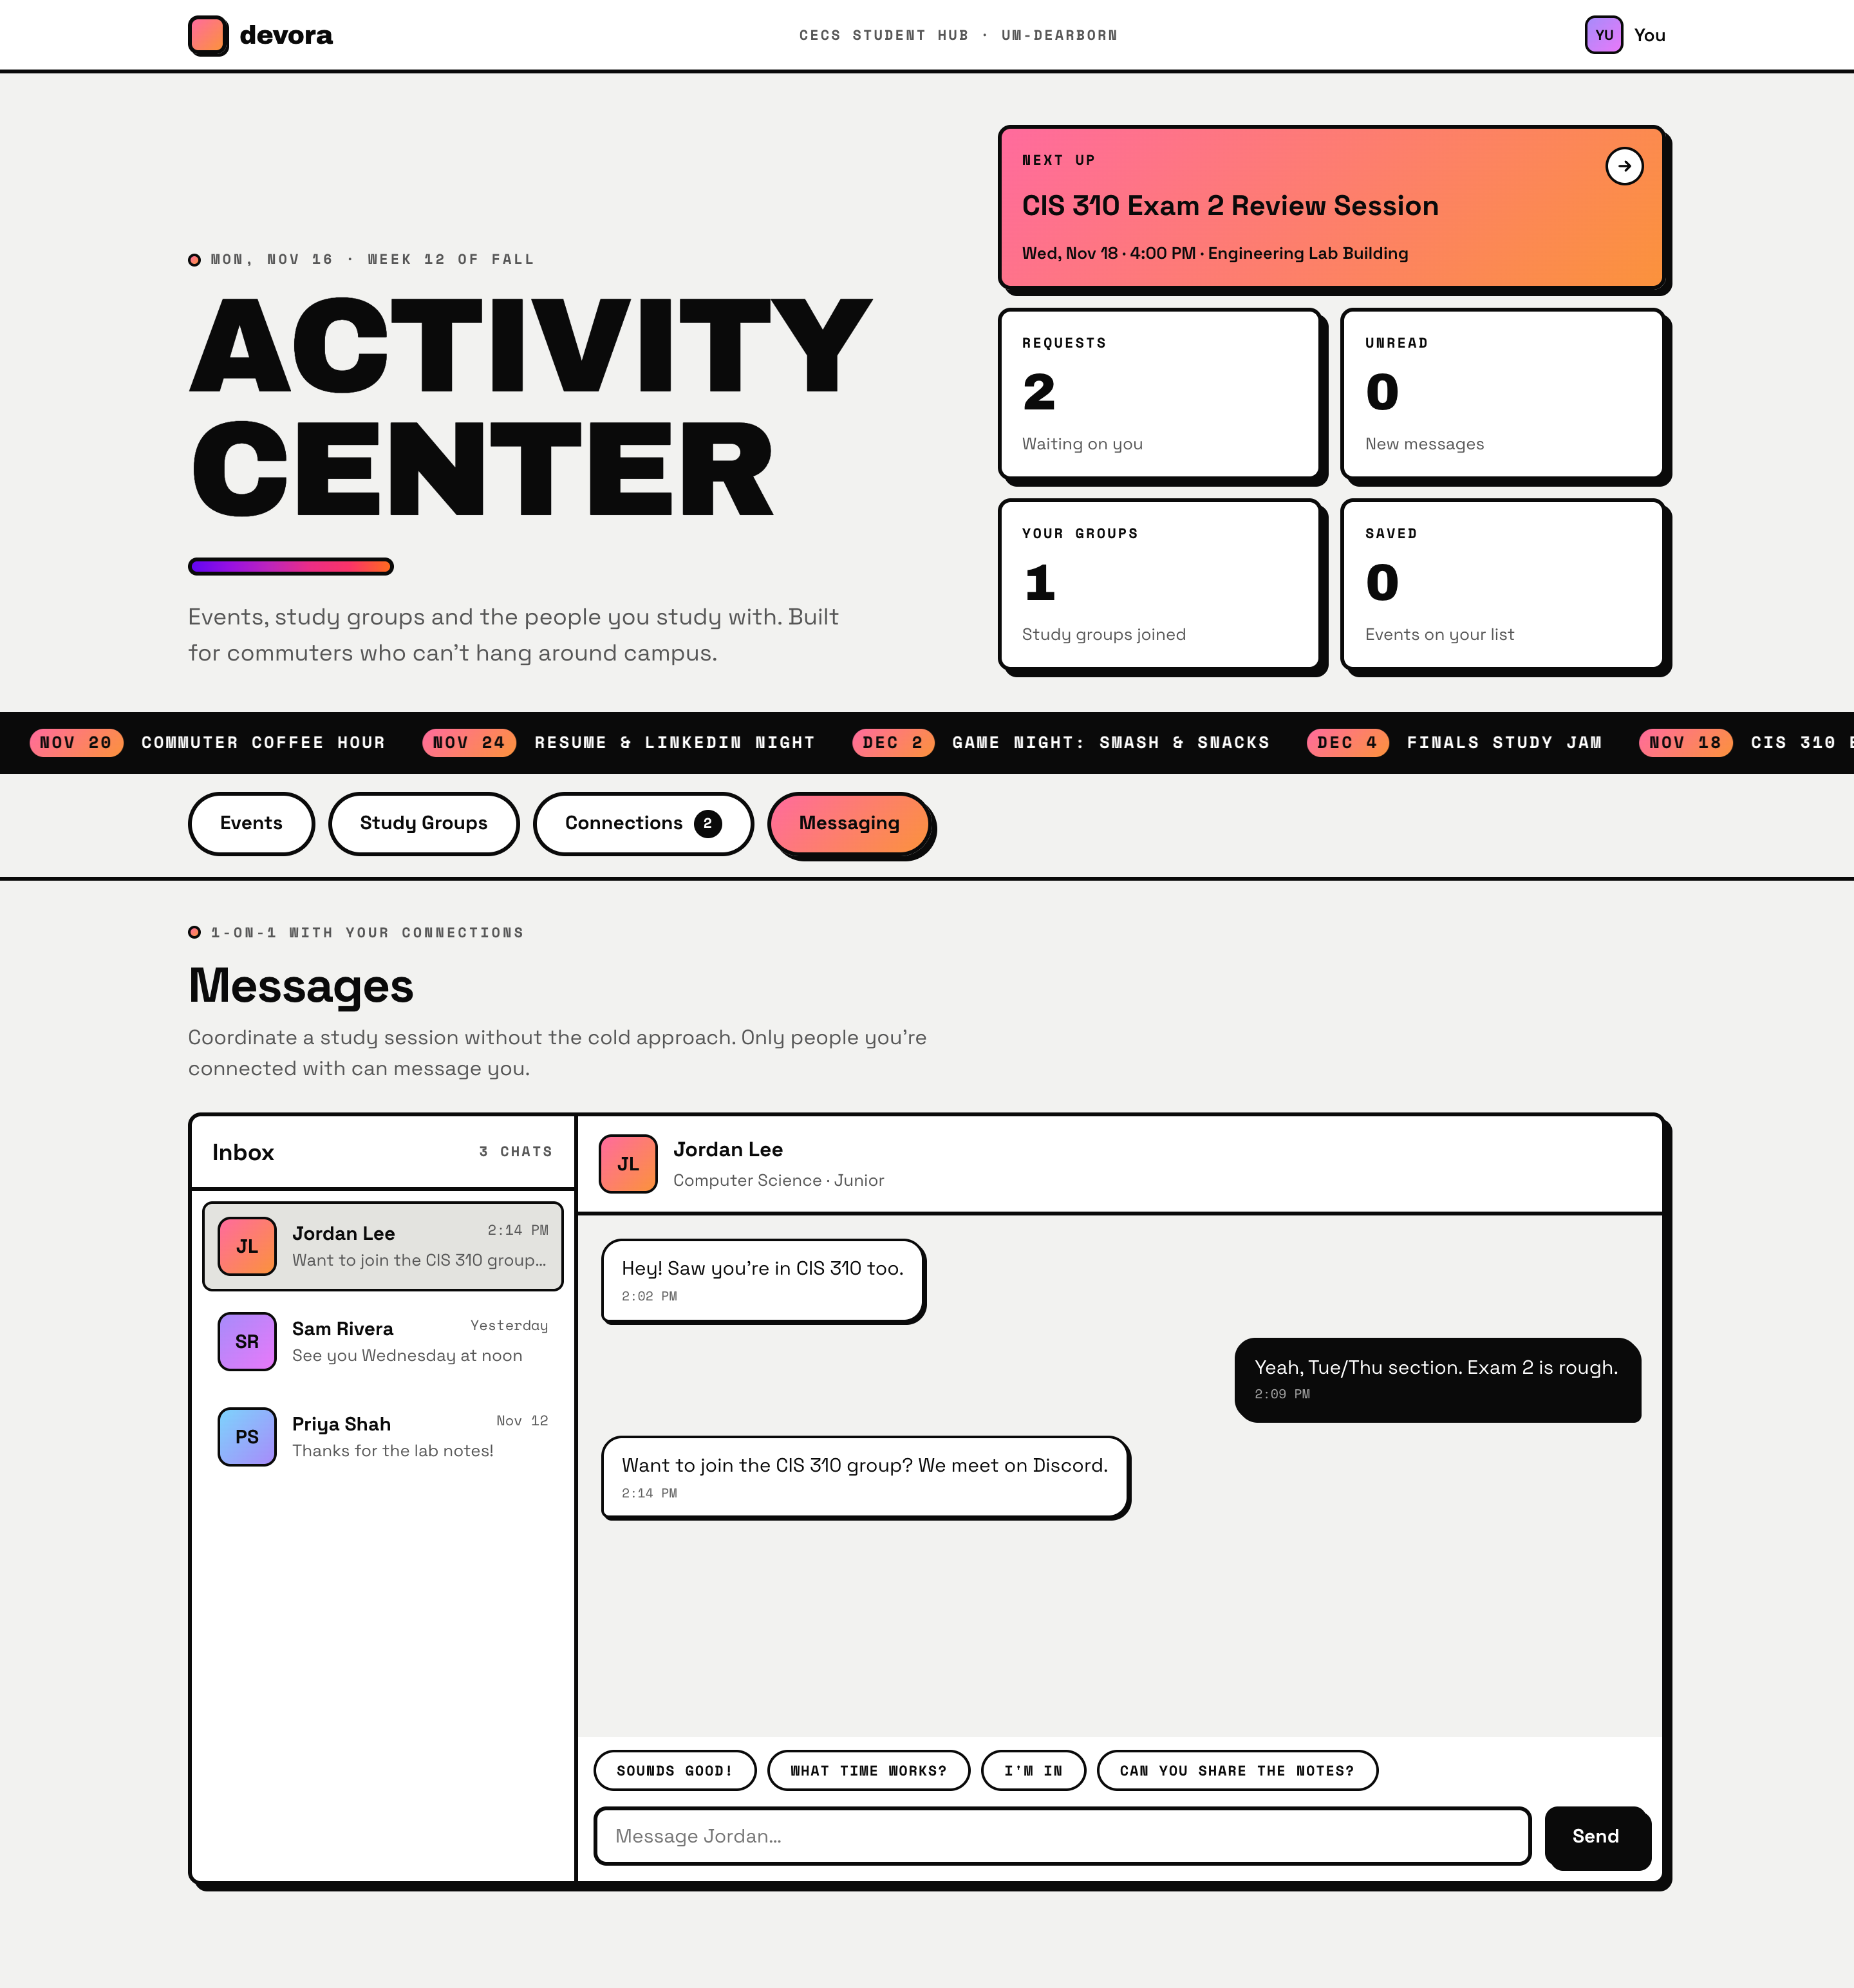 devora
CECS STUDENT HUB · UM-DEARBORN
YU
You
MON, NOV 16 · WEEK 12 OF FALL
ACTIVITY
CENTER
Events, study groups and the people you study with. Built
for commuters who can't hang around campus.
NEXT UP
CIS 310 Exam 2 Review Session
Wed, Nov 18 · 4:00 PM · Engineering Lab Building
REQUESTS
2
Waiting on you
UNREAD
0
New messages
YOUR GROUPS
1
Study groups joined
SAVED
0
Events on your list
NOV 20 COMMUTER COFFEE HOUR NOV 24 RESUME & LINKEDIN NIGHT DEC 2 GAME NIGHT: SMASH & SNACKS DEC 4 FINALS STUDY JAM NOV 18 CIS 310
Events
Study Groups
Connections 2
Messaging
1-ON-1 WITH YOUR CONNECTIONS
Messages
Coordinate a study session without the cold approach. Only people you're
connected with can message you.
Inbox
3 CHATS
JL
Jordan Lee
2:14 PM
Want to join the CIS 310 group...
SR
Sam Rivera
Yesterday
See you Wednesday at noon
PS
Priya Shah
Nov 12
Thanks for the lab notes!
JL
Jordan Lee
Computer Science · Junior
Hey! Saw you're in CIS 310 too.
2:02 PM
Yeah, Tue/Thu section. Exam 2 is rough.
2:09 PM
Want to join the CIS 310 group? We meet on Discord.
2:14 PM
SOUNDS GOOD!
WHAT TIME WORKS?
I'M IN
CAN YOU SHARE THE NOTES?
Message Jordan...
Send